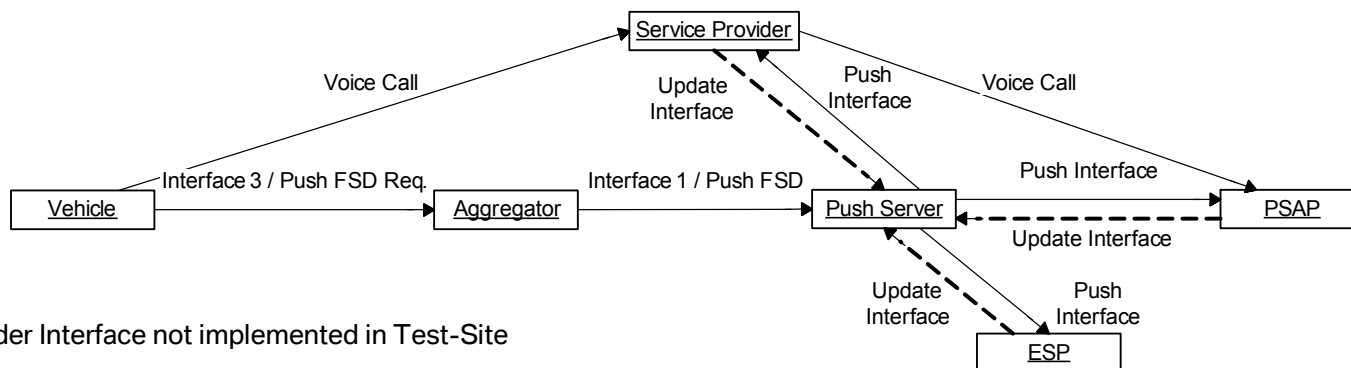 Service Provider
Voice Call
Update
Interface
Push
Interface
Voice Call
Interface 3 / Push FSD Req.
Interface 1 / Push FSD
Push Interface
Vehicle
Aggregator
Push Server
PSAP
Update Interface
Update
Interface
Push
Interface
Interface not implemented in Test-Site
ESP